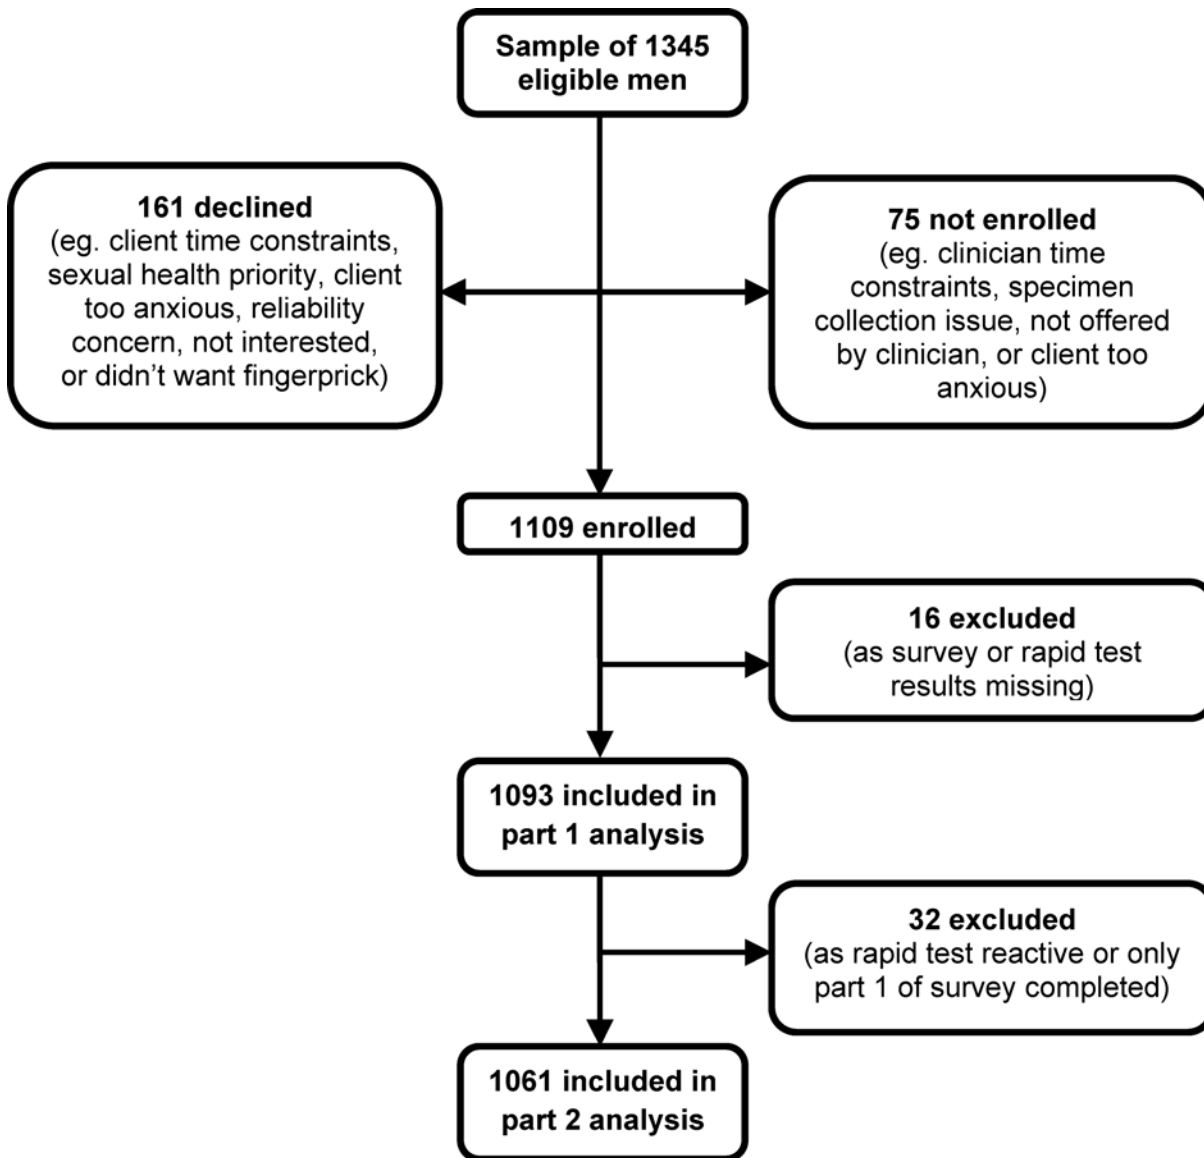 Sample of 1345
eligible men
161 declined
(eg. client time constraints,
sexual health priority, client
too anxious, reliability
concern, not interested,
or didn’t want fingerprick)
75 not enrolled
(eg. clinician time
constraints, specimen
collection issue, not offered
by clinician, or client too
anxious)
1109 enrolled
16 excluded
(as survey or rapid test
results missing)
1093 included in
part 1 analysis
32 excluded
(as rapid test reactive or only
part 1 of survey completed)
1061 included in
part 2 analysis